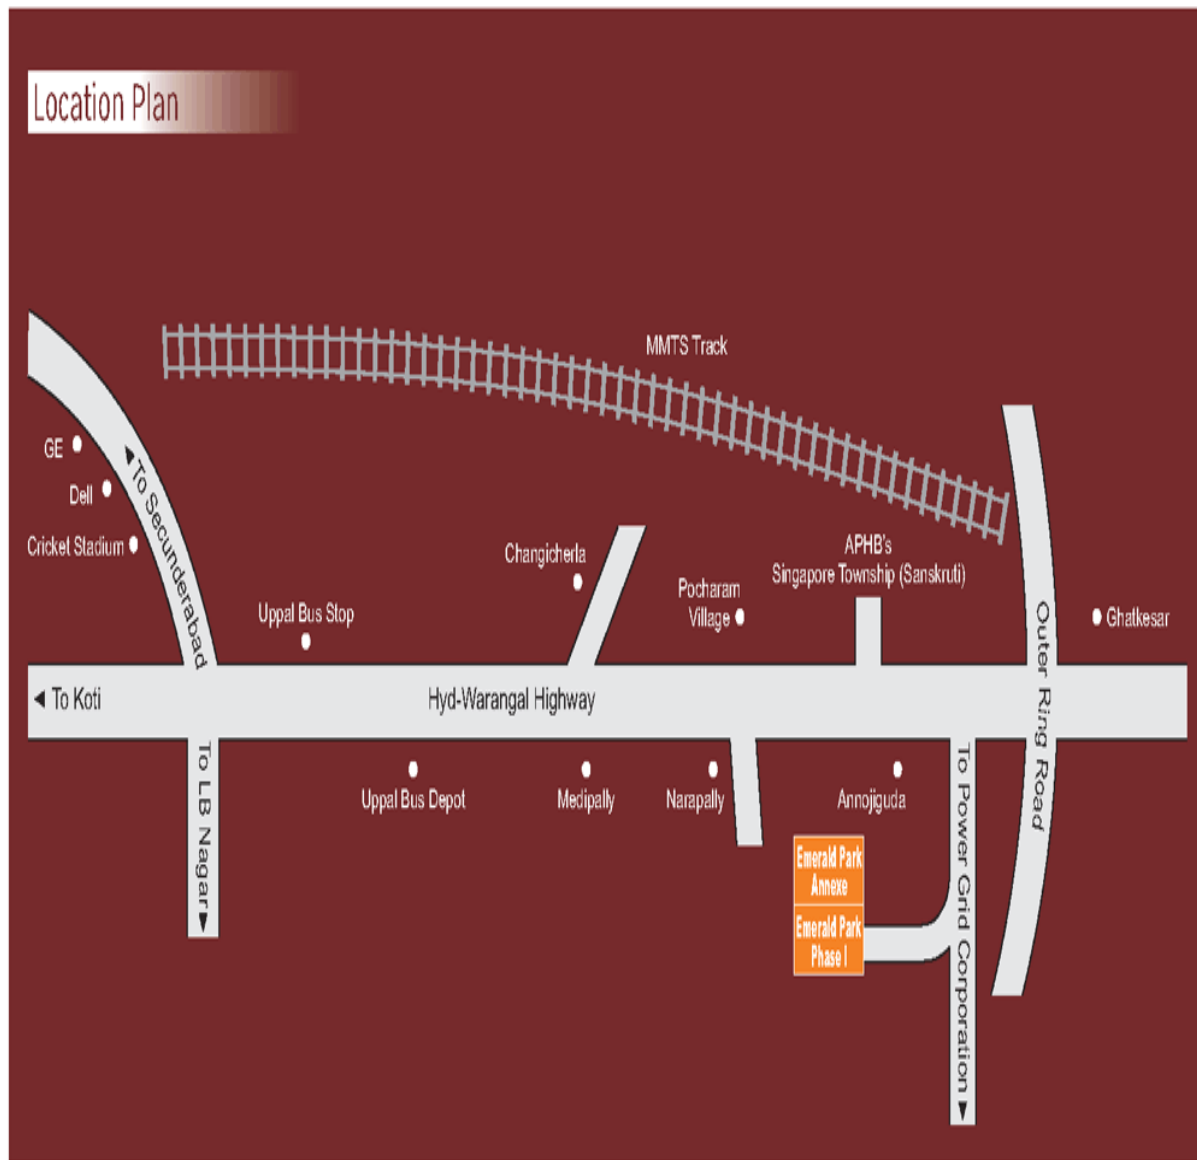 Location Plan
MMTS Track
GE
Dell
Cricket Stadium
To Secunderabad
Uppal Bus Stop
Changicherla
Pocharam
Village
APHB's
Singapore Township (Sanskruti)
Ghatkesar
To Koti
Hyd-Warangal Highway
Outer Ring Road
To LB Nagar
Uppal Bus Depot
Medipally
Narapally
Annojiguda
To Power Grid Corporation
Emerald Park
Annexe
Emerald Park
Phase I